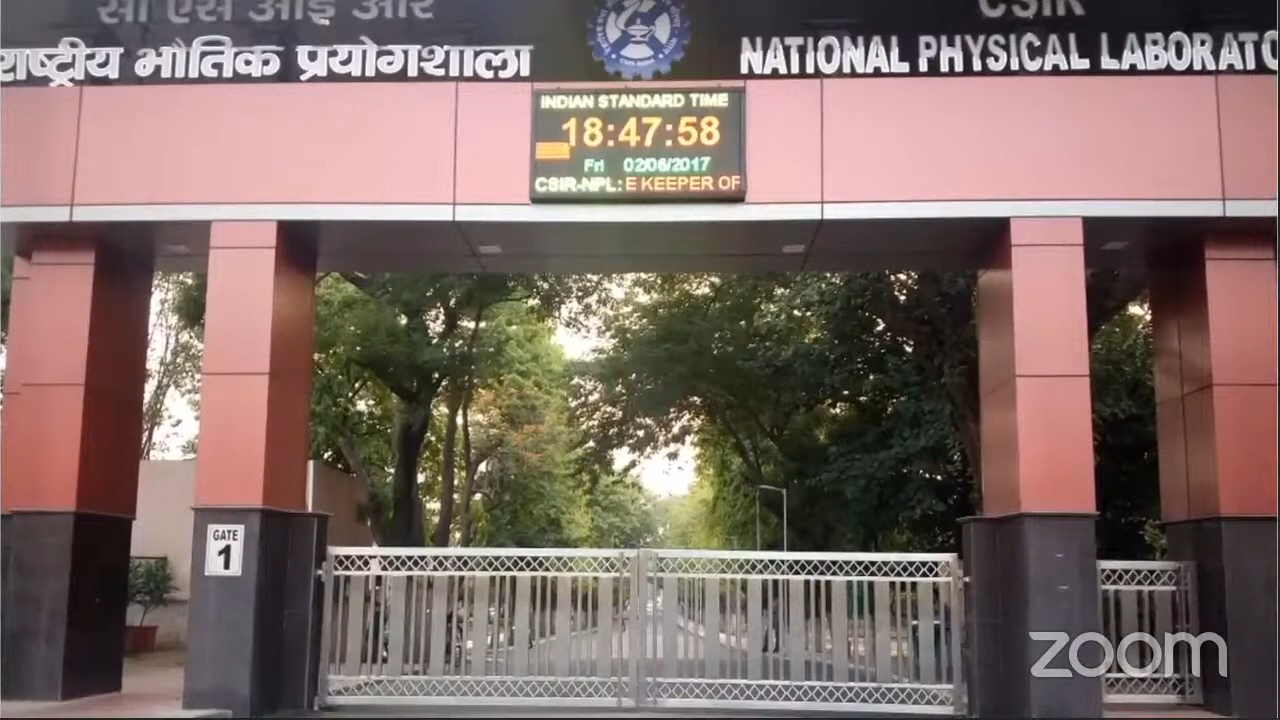 सी एस आई आर
राष्ट्रीय भौतिक प्रयोगशाला
CSIR
NATIONAL PHYSICAL LABORATO
INDIAN STANDARD TIME
18:47:58
Fri 02/06/2017
CSIR-NPL: E KEEPER OF
GATE
1
zoom